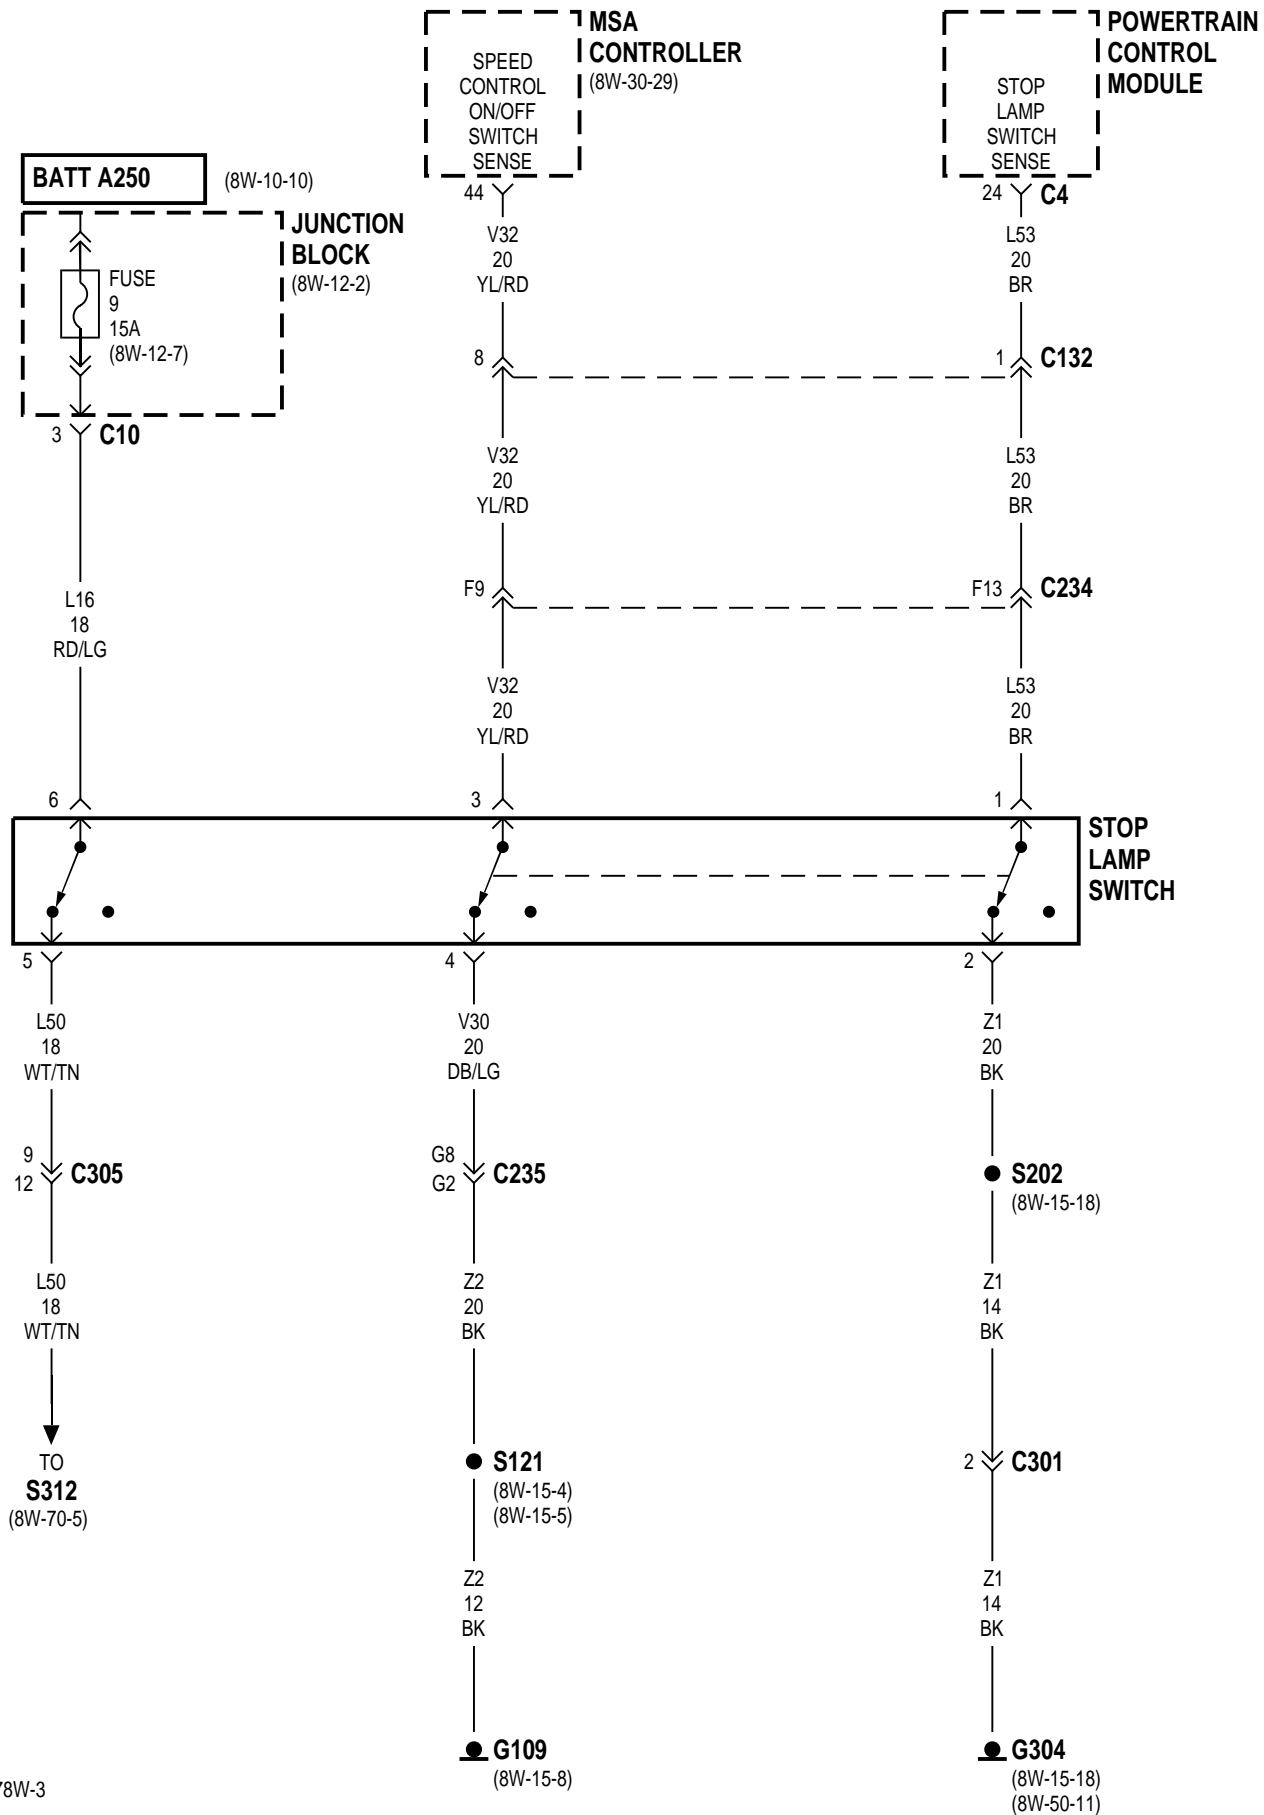 MSA
CONTROLLER
(8W-30-29)
SPEED
CONTROL
ON/OFF
SWITCH
SENSE
POWERTRAIN
CONTROL
MODULE
STOP
LAMP
SWITCH
SENSE
BATT A250
(8W-10-10)
JUNCTION
BLOCK
(8W-12-2)
FUSE
9
15A
(8W-12-7)
3
C10
44
V32
20
YL/RD
24
C4
L53
20
BR
8
1
C132
V32
20
YL/RD
L53
20
BR
F9
F13
C234
L16
18
RD/LG
V32
20
YL/RD
L53
20
BR
6
3
1
STOP
LAMP
SWITCH
5
4
2
L50
18
WT/TN
V30
20
DB/LG
Z1
20
BK
9
12
C305
G8
G2
C235
S202
(8W-15-18)
L50
18
WT/TN
Z2
20
BK
Z1
14
BK
TO
S312
(8W-70-5)
S121
(8W-15-4)
(8W-15-5)
2
C301
Z2
12
BK
Z1
14
BK
G109
(8W-15-8)
G304
(8W-15-18)
(8W-50-11)
8W-3